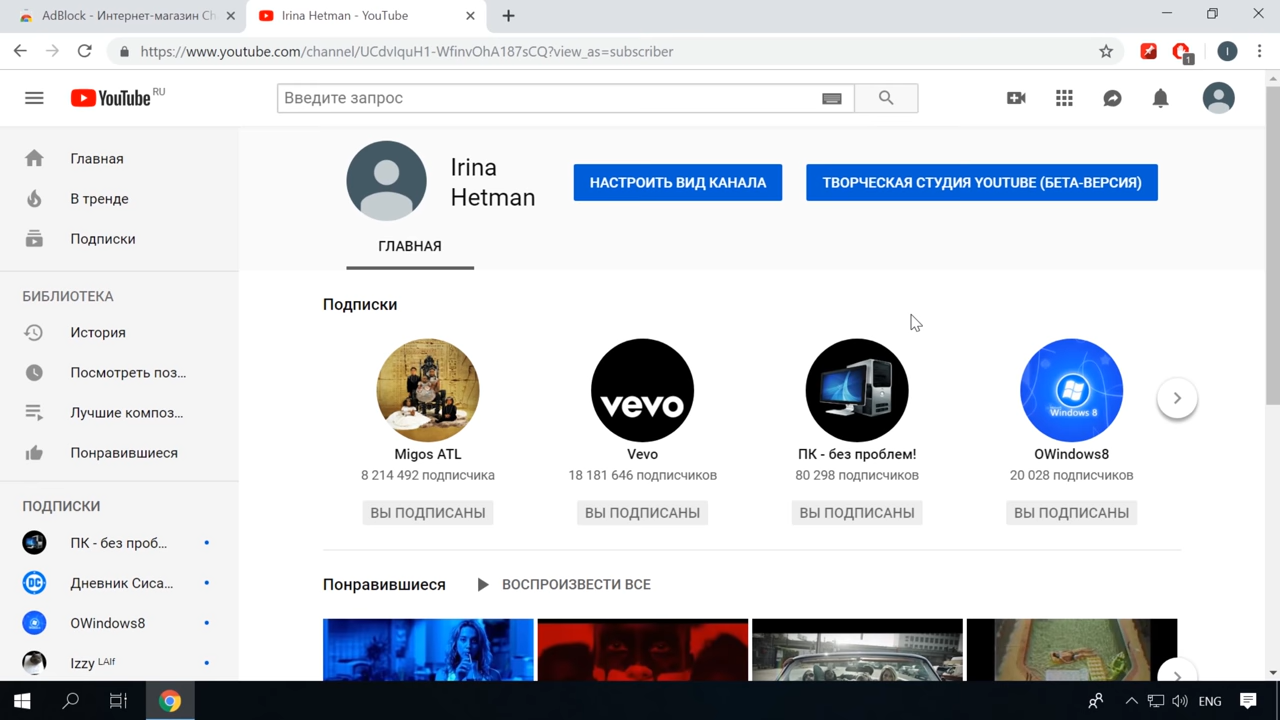 AdBlock - Интернет-магазин Ch
Irina Hetman - YouTube
https://www.youtube.com/channel/UCdvIquH1-WfinvOhA187sCQ?view_as=subscriber
1
I
YouTube RU
Введите запрос
Главная
В тренде
Подписки
БИБЛИОТЕКА
История
Посмотреть поз...
Лучшие композ...
Понравившиеся
ПОДПИСКИ
ПК - без проб...
DC
Дневник Сиса...
OWindows8
Izzy LAIf
Irina
Hetman
НАСТРОИТЬ ВИД КАНАЛА
ТВОРЧЕСКАЯ СТУДИЯ YOUTUBE (БЕТА-ВЕРСИЯ)
ГЛАВНАЯ
Подписки
vevo
Windows 8
Migos ATL
Vevo
ПК - без проблем!
OWindows8
8 214 492 подписчика
18 181 646 подписчиков
80 298 подписчиков
20 028 подписчиков
ВЫ ПОДПИСАНЫ
ВЫ ПОДПИСАНЫ
ВЫ ПОДПИСАНЫ
ВЫ ПОДПИСАНЫ
Понравившиеся
ВОСПРОИЗВЕСТИ ВСЕ
ENG